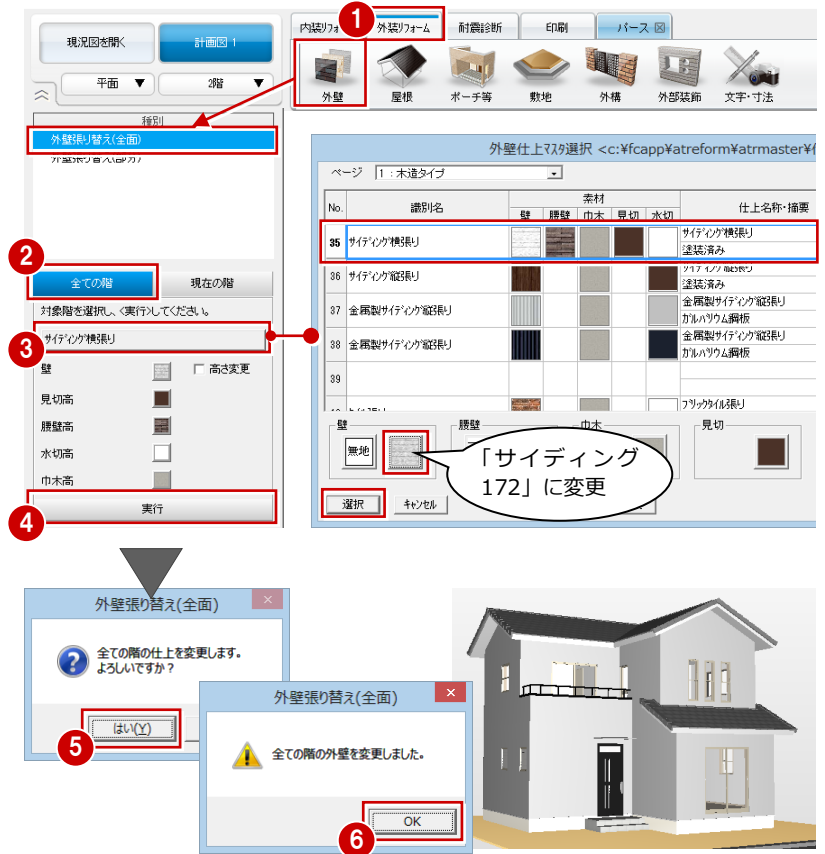 現況図を開く
計画図 1
平面 ▼
2階 ▼
1
外装リフォーム
耐震診断
印刷
パース
外壁
屋根
ポーチ等
敷地
外構
外部装飾
文字・寸法
種別
外壁張り替え(全面)
外壁張り替え(部分)
2
全ての階
現在の階
対象階を選択し、<実行>してください。
3
サイディング横張り
壁
高さ変更
見切高
腰壁高
水切高
巾木高
4
実行
外壁仕上マスタ選択 <c:¥fcapp¥atreform¥atrmaster¥
ページ
1 : 木造タイプ
No.
識別名
素材
仕上名称・摘要
壁
腰壁
巾木
見切
水切
35
サイディング横張り
サイディング横張り
塗装済み
36
サイディング縦張り
サイディング縦張り
塗装済み
37
金属製サイディング縦張り
金属製サイディング縦張り
ガルバリウム鋼板
38
金属製サイディング縦張り
金属製サイディング縦張り
ガルバリウム鋼板
39
壁
腰壁
巾木
見切
無地
「サイディング
172」に変更
選択
キャンセル
外壁張り替え(全面)
全ての階の仕上を変更します。
よろしいですか？
はい(Y)
5
外壁張り替え(全面)
全ての階の外壁を変更しました。
OK
6